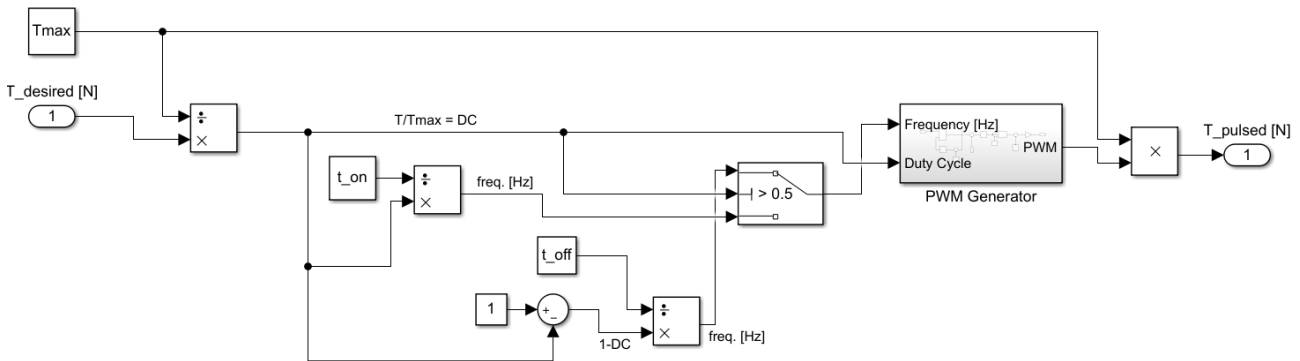 Tmax
T_desired [N]
1
÷
×
T/Tmax = DC
t_on
÷
×
freq. [Hz]
> 0.5
Frequency [Hz]
Duty Cycle
PWM
PWM Generator
×
T_pulsed [N]
1
t_off
÷
×
freq. [Hz]
1
+
−
1-DC